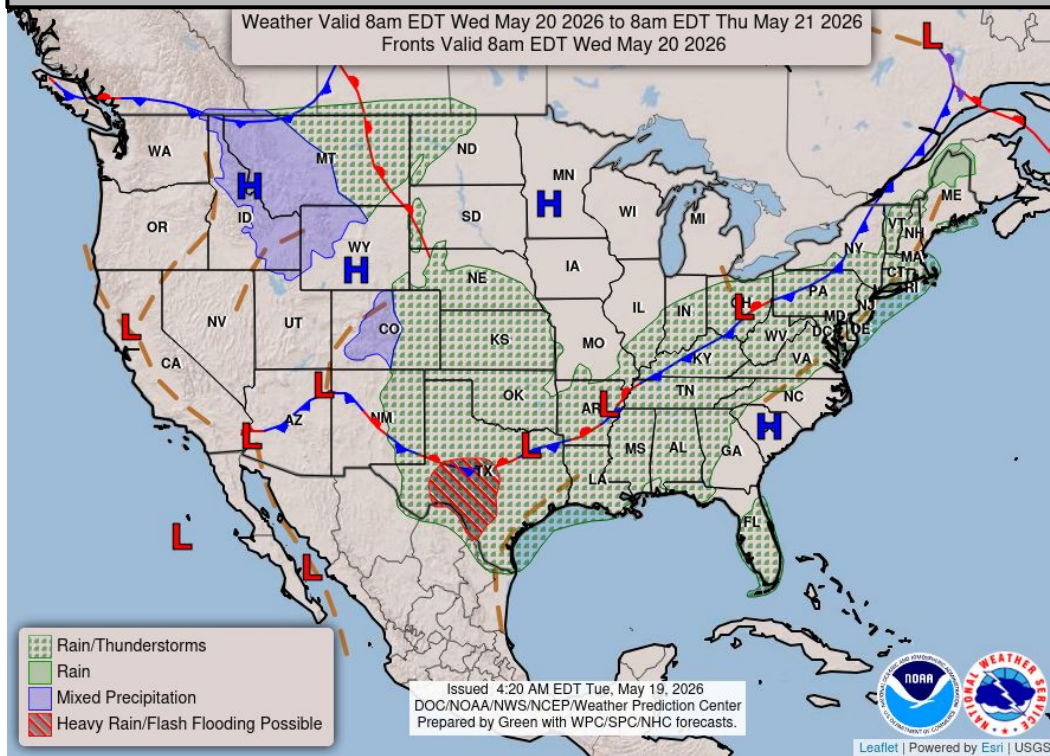 Weather Valid 8am EDT Wed May 20 2026 to 8am EDT Thu May 21 2026
Fronts Valid 8am EDT Wed May 20 2026
L
WA
MT
ND
MN
H
H
ME
OR
ID
SD
WI
MI
VT
NH
WY
H
NY
MA
CT
RI
NE
IA
PA
NJ
L
NV
UT
CO
IL
IN
OH
L
MD
DE
DC
WV
CA
KS
MO
KY
VA
L
AZ
NM
OK
AR
L
TN
NC
L
H
L
TX
MS
AL
GA
LA
FL
L
L
Rain/Thunderstorms
Rain
Mixed Precipitation
Heavy Rain/Flash Flooding Possible
Issued 4:20 AM EDT Tue, May 19, 2026
DOC/NOAA/NWS/NCEP/Weather Prediction Center
Prepared by Green with WPC/SPC/NHC forecasts.
NOAA
NATIONAL WEATHER SERVICE
Leaflet | Powered by Esri | USGS